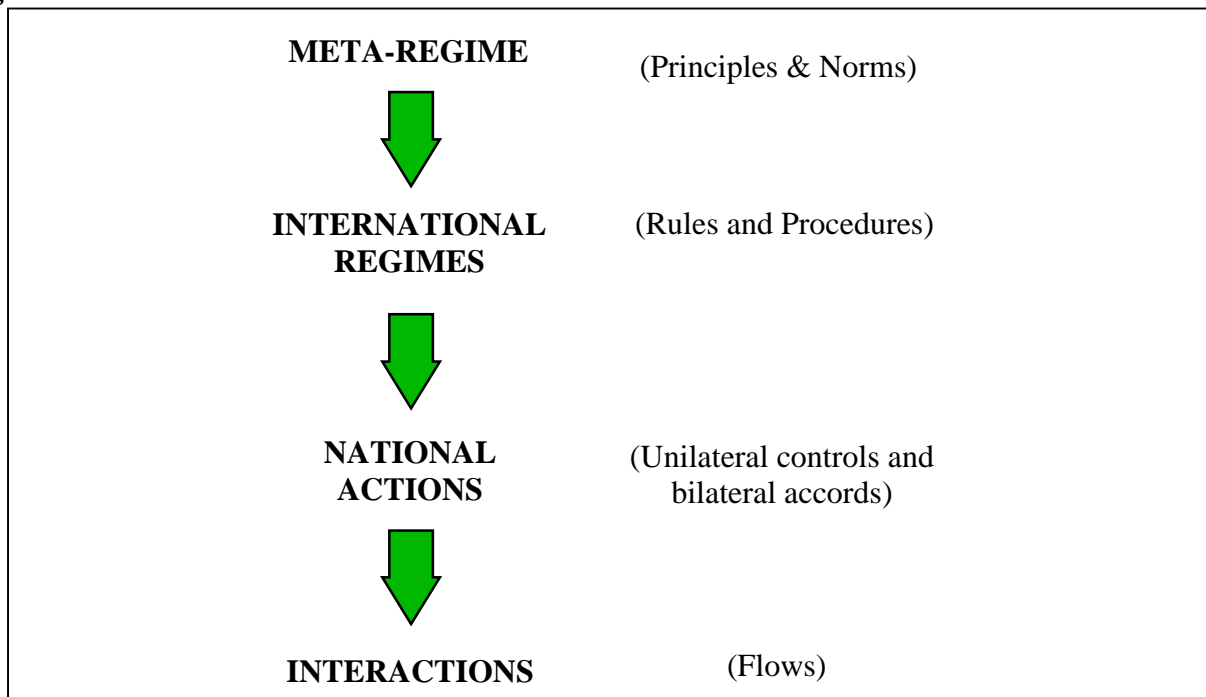 META-REGIME
(Principles & Norms)
INTERNATIONAL
REGIMES
(Rules and Procedures)
NATIONAL
ACTIONS
(Unilateral controls and
bilateral accords)
INTERACTIONS
(Flows)